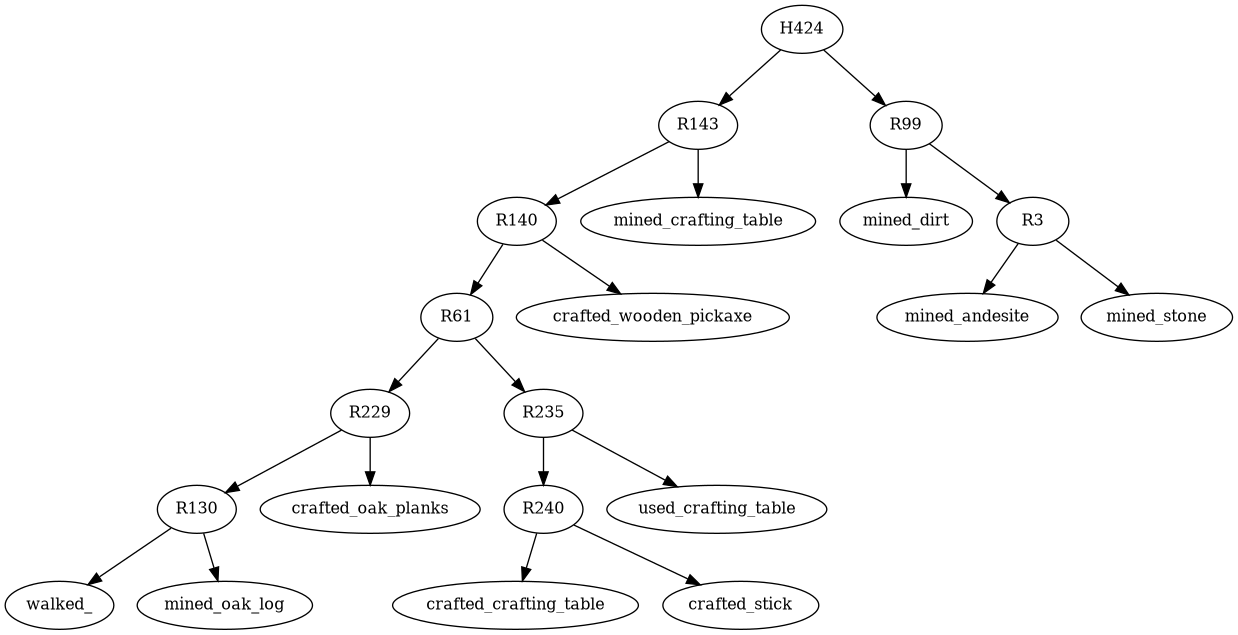 H424
R143
R99
R140
mined_crafting_table
mined_dirt
R3
R61
crafted_wooden_pickaxe
mined_andesite
mined_stone
R229
R235
R130
crafted_oak_planks
R240
used_crafting_table
walked_
mined_oak_log
crafted_crafting_table
crafted_stick